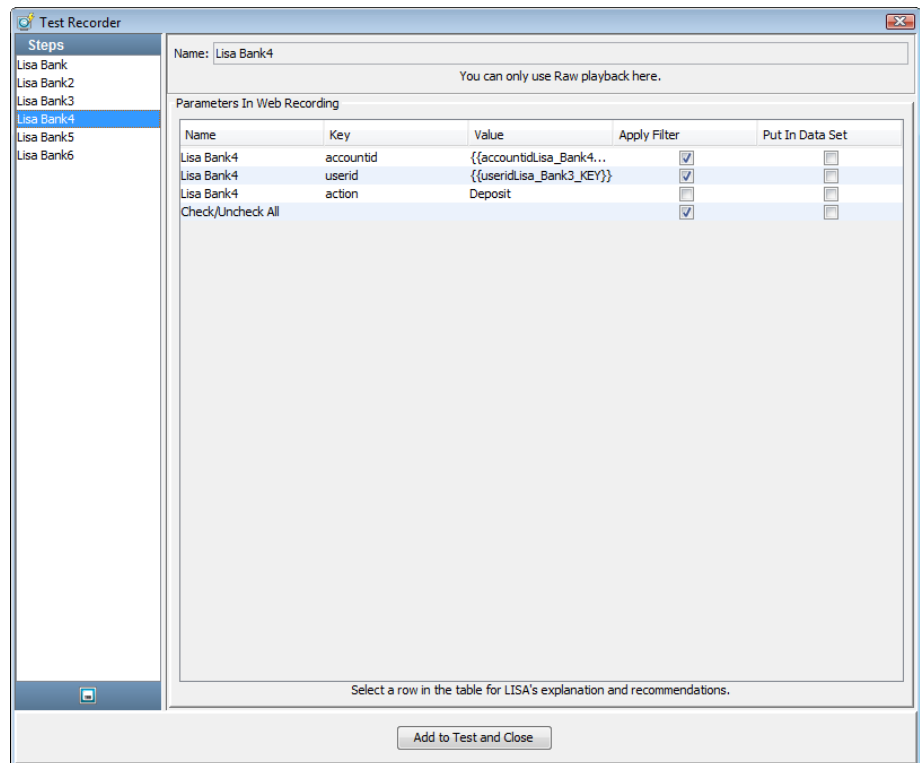 Test Recorder
Steps
Lisa Bank
Lisa Bank2
Lisa Bank3
Lisa Bank4
Lisa Bank5
Lisa Bank6
Name: Lisa Bank4
You can only use Raw playback here.
Parameters In Web Recording
Name Key Value Apply Filter Put In Data Set
Lisa Bank4 accountid {{accountidLisa_Bank4...
Lisa Bank4 userid {{useridLisa_Bank3_KEY}}
Lisa Bank4 action Deposit
Check/Uncheck All
Select a row in the table for LISA's explanation and recommendations.
Add to Test and Close